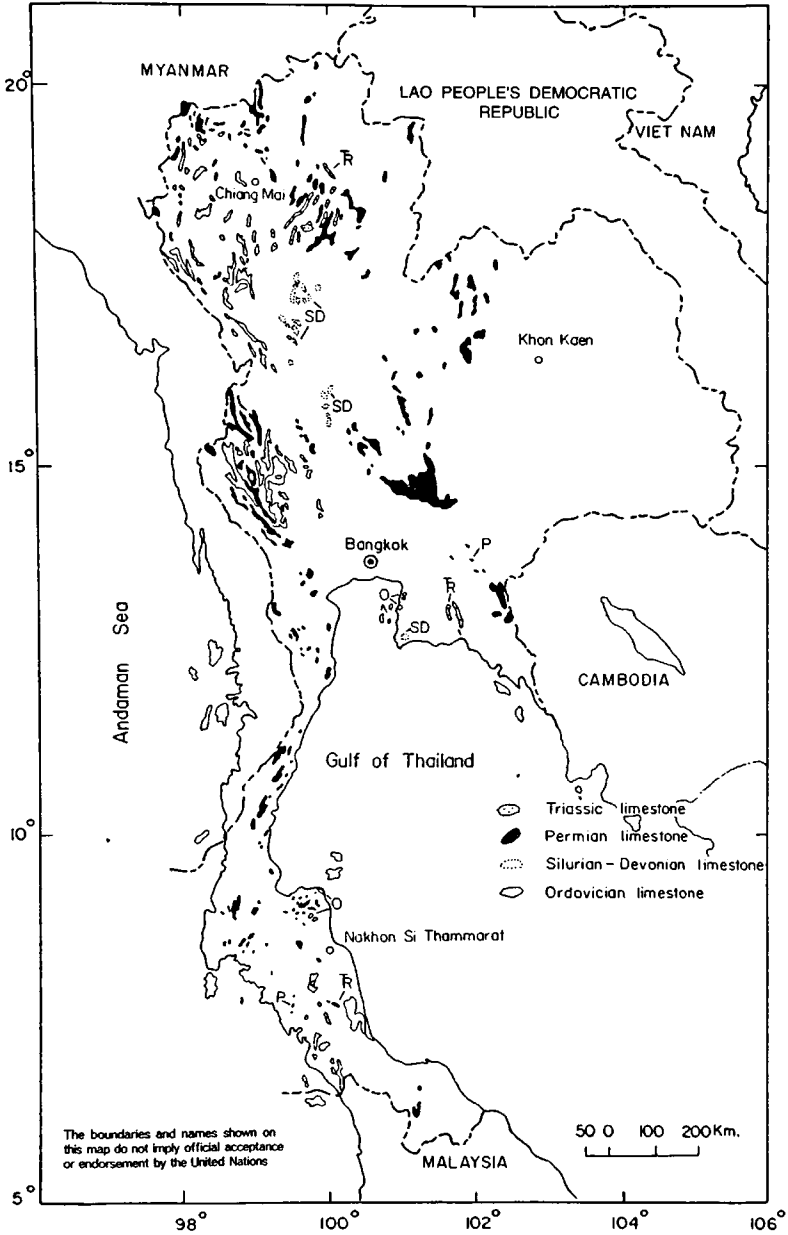 20°
MYANMAR
LAO PEOPLE'S DEMOCRATIC
REPUBLIC
VIET NAM
TR
Chiang Mai
SD
Khon Kaen
SD
15°
Bangkok
P
O
TR
SD
CAMBODIA
Andaman Sea
Gulf of Thailand
Triassic limestone
10°
Permian limestone
Silurian-Devonian limestone
Ordovician limestone
O
Nakhon Si Thammarat
P
TR
The boundaries and names shown on
this map do not imply official acceptance
or endorsement by the United Nations
MALAYSIA
50 0 100 200 Km.
5°
98° 100° 102° 104° 106°